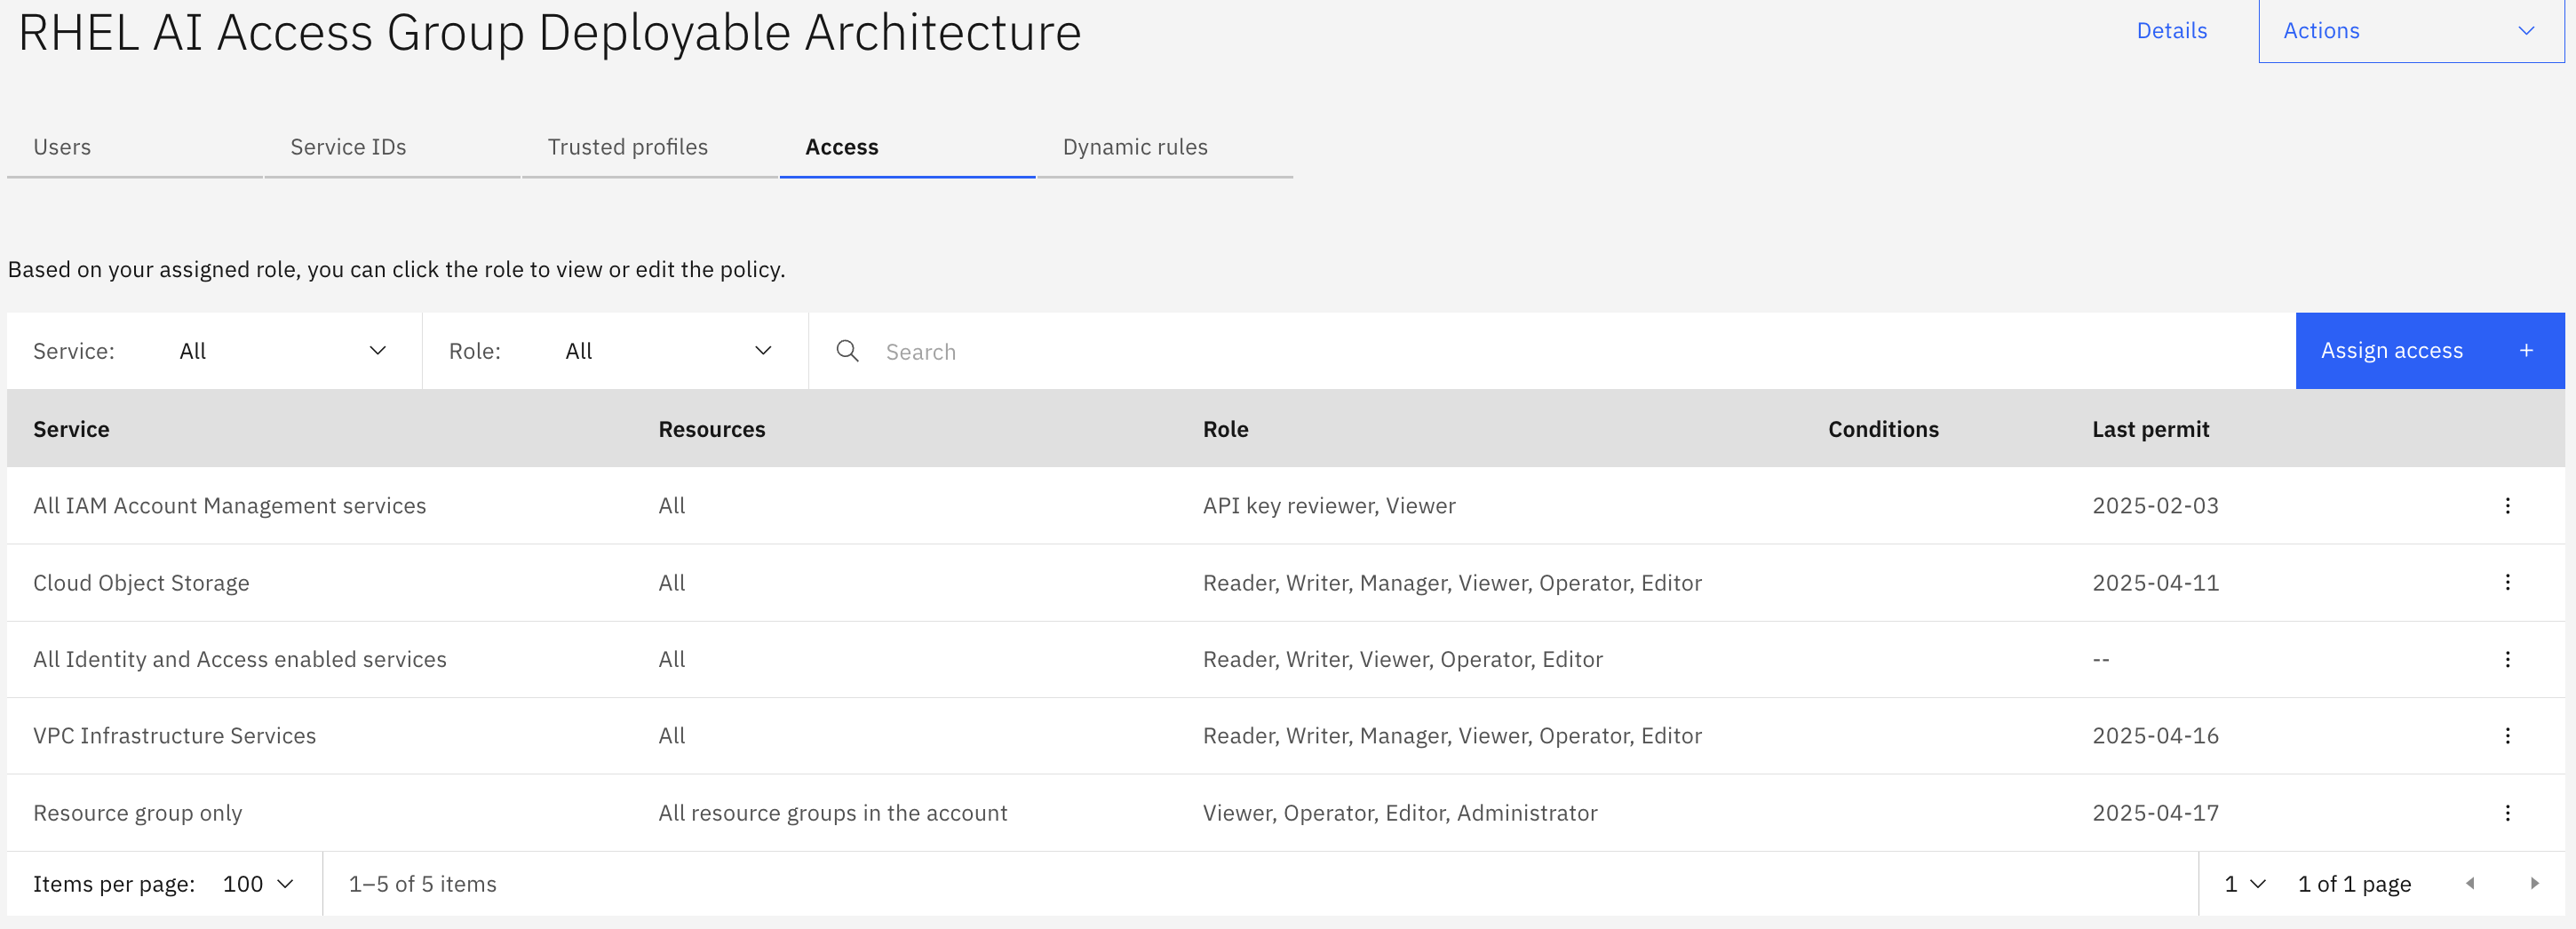 RHEL AI Access Group Deployable Architecture
Details
Actions
Users
Service IDs
Trusted profiles
Access
Dynamic rules
Based on your assigned role, you can click the role to view or edit the policy.
Service: All
Role: All
Search
Assign access +
Service Resources Role Conditions Last permit
All IAM Account Management services All API key reviewer, Viewer 2025-02-03
Cloud Object Storage All Reader, Writer, Manager, Viewer, Operator, Editor 2025-04-11
All Identity and Access enabled services All Reader, Writer, Viewer, Operator, Editor --
VPC Infrastructure Services All Reader, Writer, Manager, Viewer, Operator, Editor 2025-04-16
Resource group only All resource groups in the account Viewer, Operator, Editor, Administrator 2025-04-17
Items per page: 100 1–5 of 5 items 1 1 of 1 page